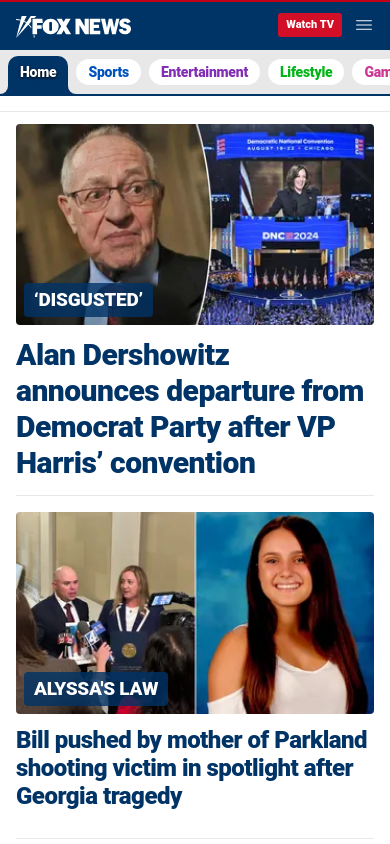 FOX NEWS
Watch TV
Home
Sports
Entertainment
Lifestyle
Gam
Democratic National Convention
AUGUST 19-22 • CHICAGO
DNC 2024
‘DISGUSTED’
Alan Dershowitz
announces departure from
Democrat Party after VP
Harris’ convention
ALYSSA'S LAW
Bill pushed by mother of Parkland
shooting victim in spotlight after
Georgia tragedy